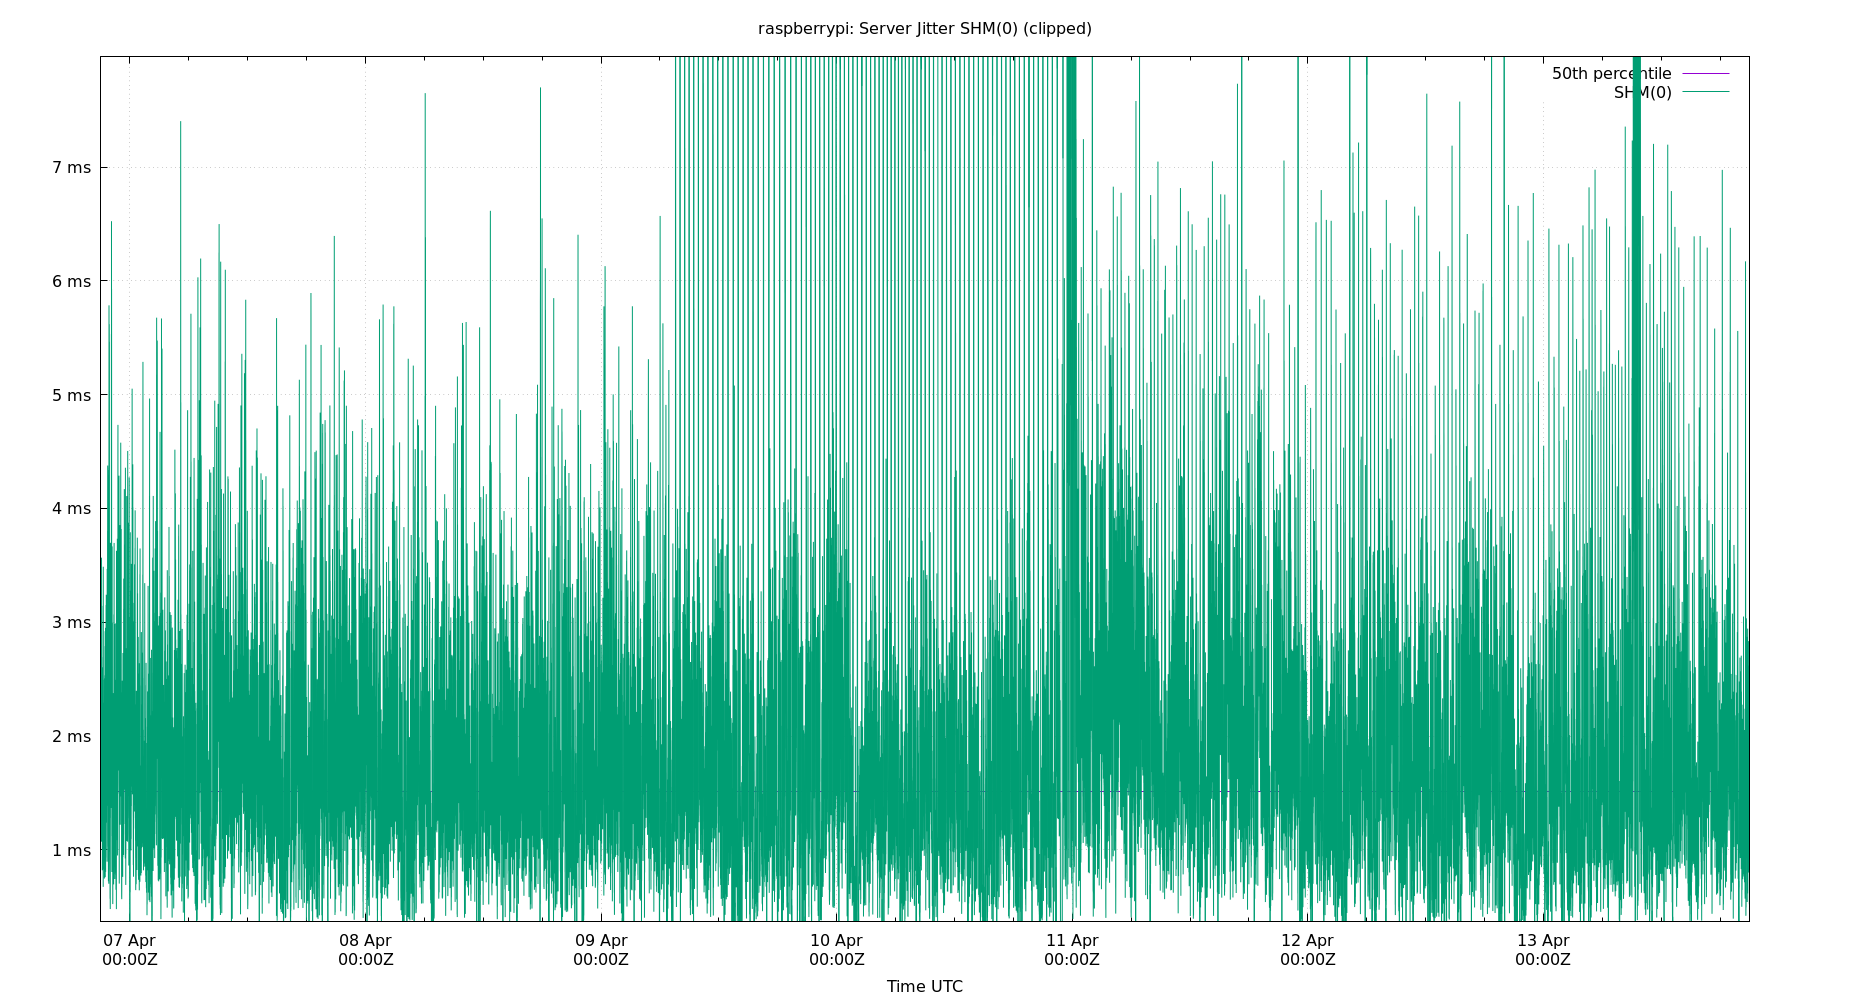 raspberrypi: Server Jitter SHM(0) (clipped)
50th percentile
SHM(0)
7 ms
6 ms
5 ms
4 ms
3 ms
2 ms
1 ms
07 Apr 08 Apr 09 Apr 10 Apr 11 Apr 12 Apr 13 Apr
00:00Z 00:00Z 00:00Z 00:00Z 00:00Z 00:00Z 00:00Z
Time UTC